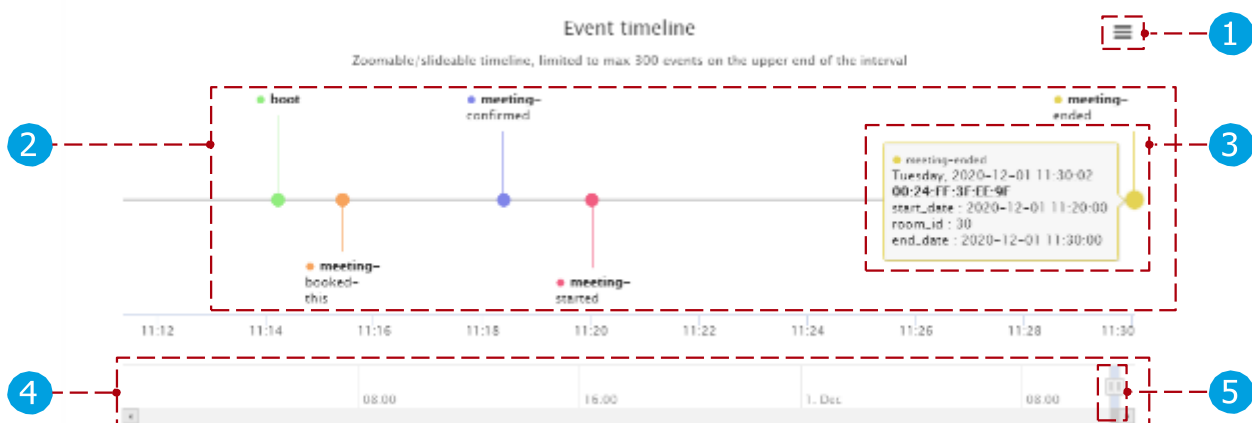 Event timeline
1
Zoomable/slideable timeline, limited to max 300 events on the upper end of the interval
boot
meeting-
confirmed
meeting-
ended
2
3
meeting-ended
Tuesday, 2020-12-01 11:30:02
00:24-FF-3F-EE-9F
start_date : 2020-12-01 11:20:00
room_id : 30
end_date : 2020-12-01 11:30:00
meeting-
booked-
this
meeting-
started
11:12 11:14 11:16 11:18 11:20 11:22 11:24 11:26 11:28 11:30
4
5
08:00 16:00 1. Dec 08:00